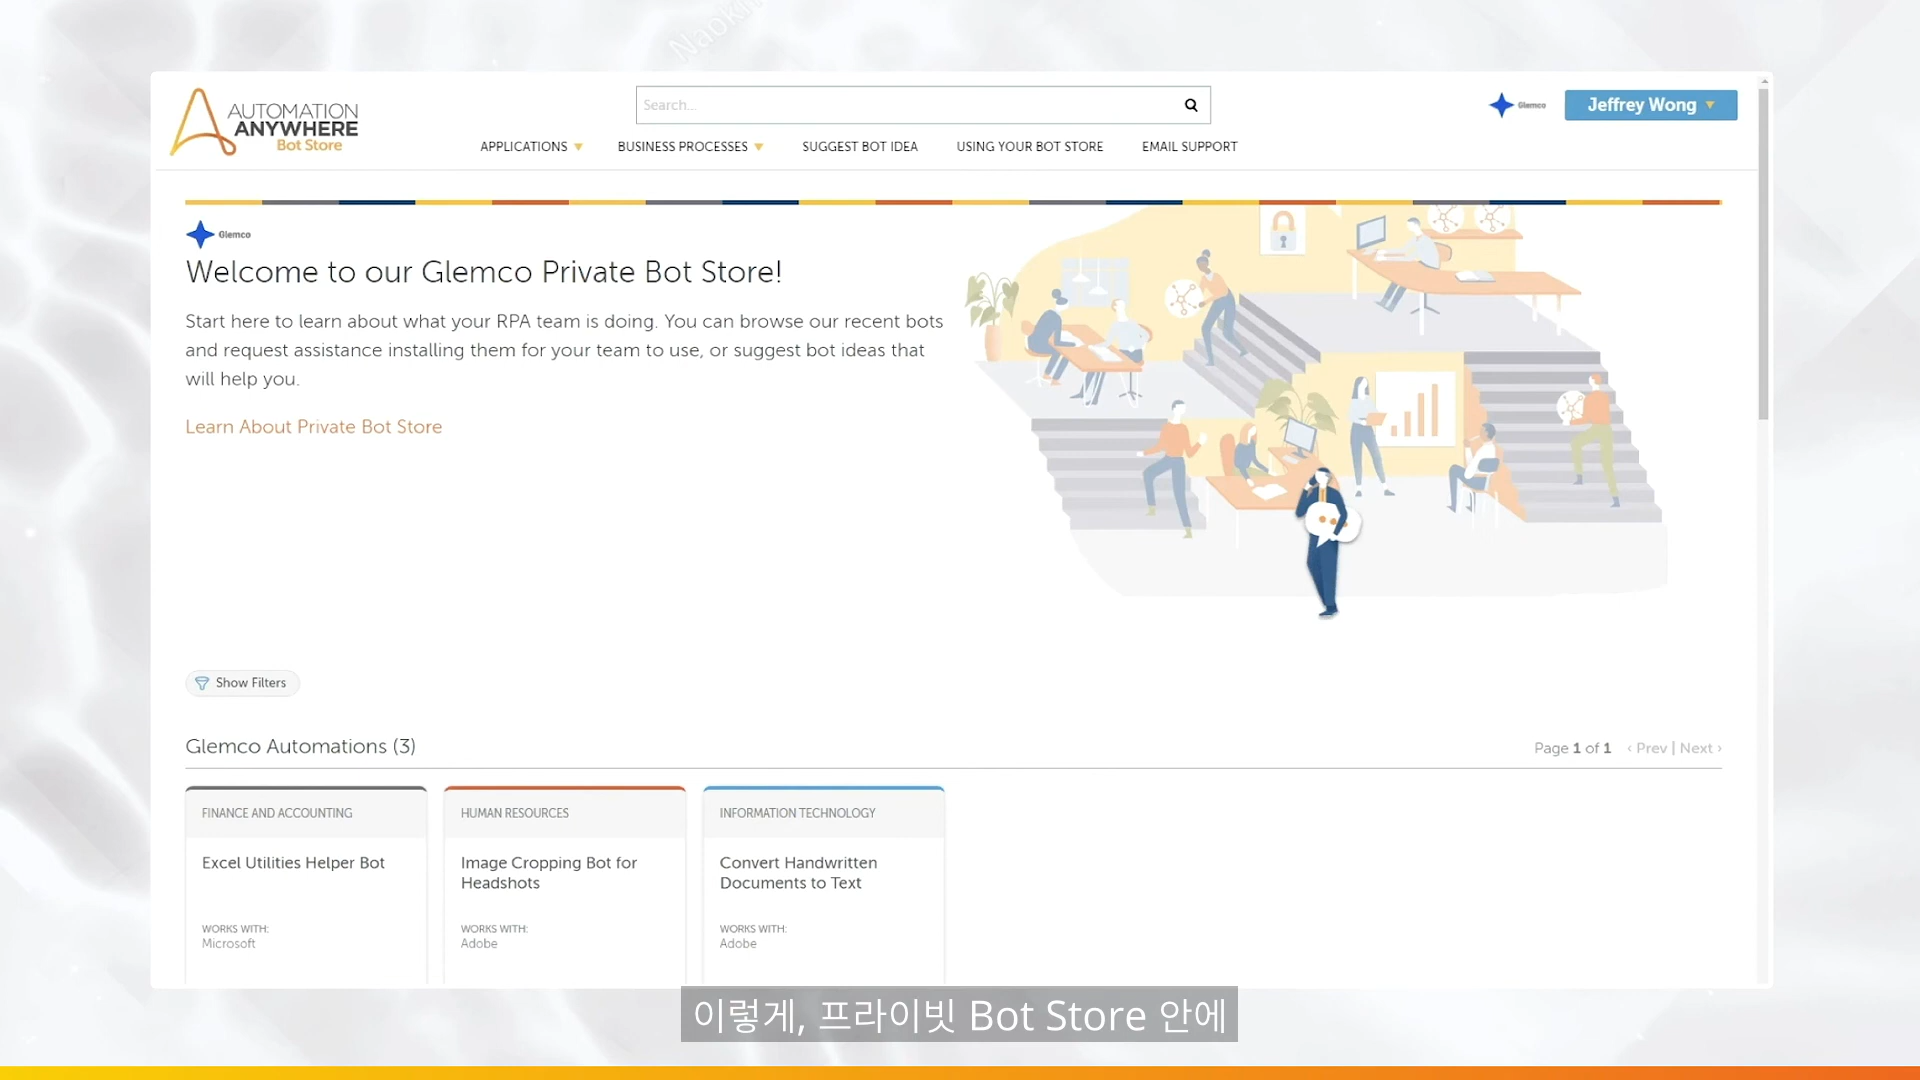 Naoki
AUTOMATION
ANYWHERE
Bot Store
Search...
Glemco
Jeffrey Wong
APPLICATIONS
BUSINESS PROCESSES
SUGGEST BOT IDEA
USING YOUR BOT STORE
EMAIL SUPPORT
Glemco
Welcome to our Glemco Private Bot Store!
Start here to learn about what your RPA team is doing. You can browse our recent bots
and request assistance installing them for your team to use, or suggest bot ideas that
will help you.
Learn About Private Bot Store
Show Filters
Glemco Automations (3)
Page 1 of 1 ‹ Prev | Next ›
FINANCE AND ACCOUNTING
Excel Utilities Helper Bot
WORKS WITH:
Microsoft
HUMAN RESOURCES
Image Cropping Bot for
Headshots
WORKS WITH:
Adobe
INFORMATION TECHNOLOGY
Convert Handwritten
Documents to Text
WORKS WITH:
Adobe
이렇게, 프라이빗 Bot Store 안에